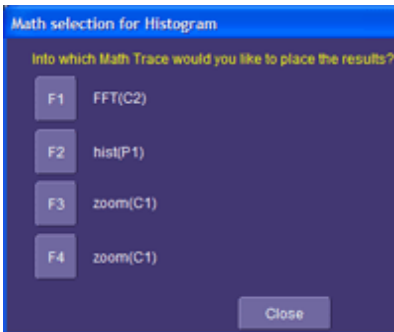 Math selection for Histogram
Into which Math Trace would you like to place the results?
F1 FFT(C2)
F2 hist(P1)
F3 zoom(C1)
F4 zoom(C1)
Close